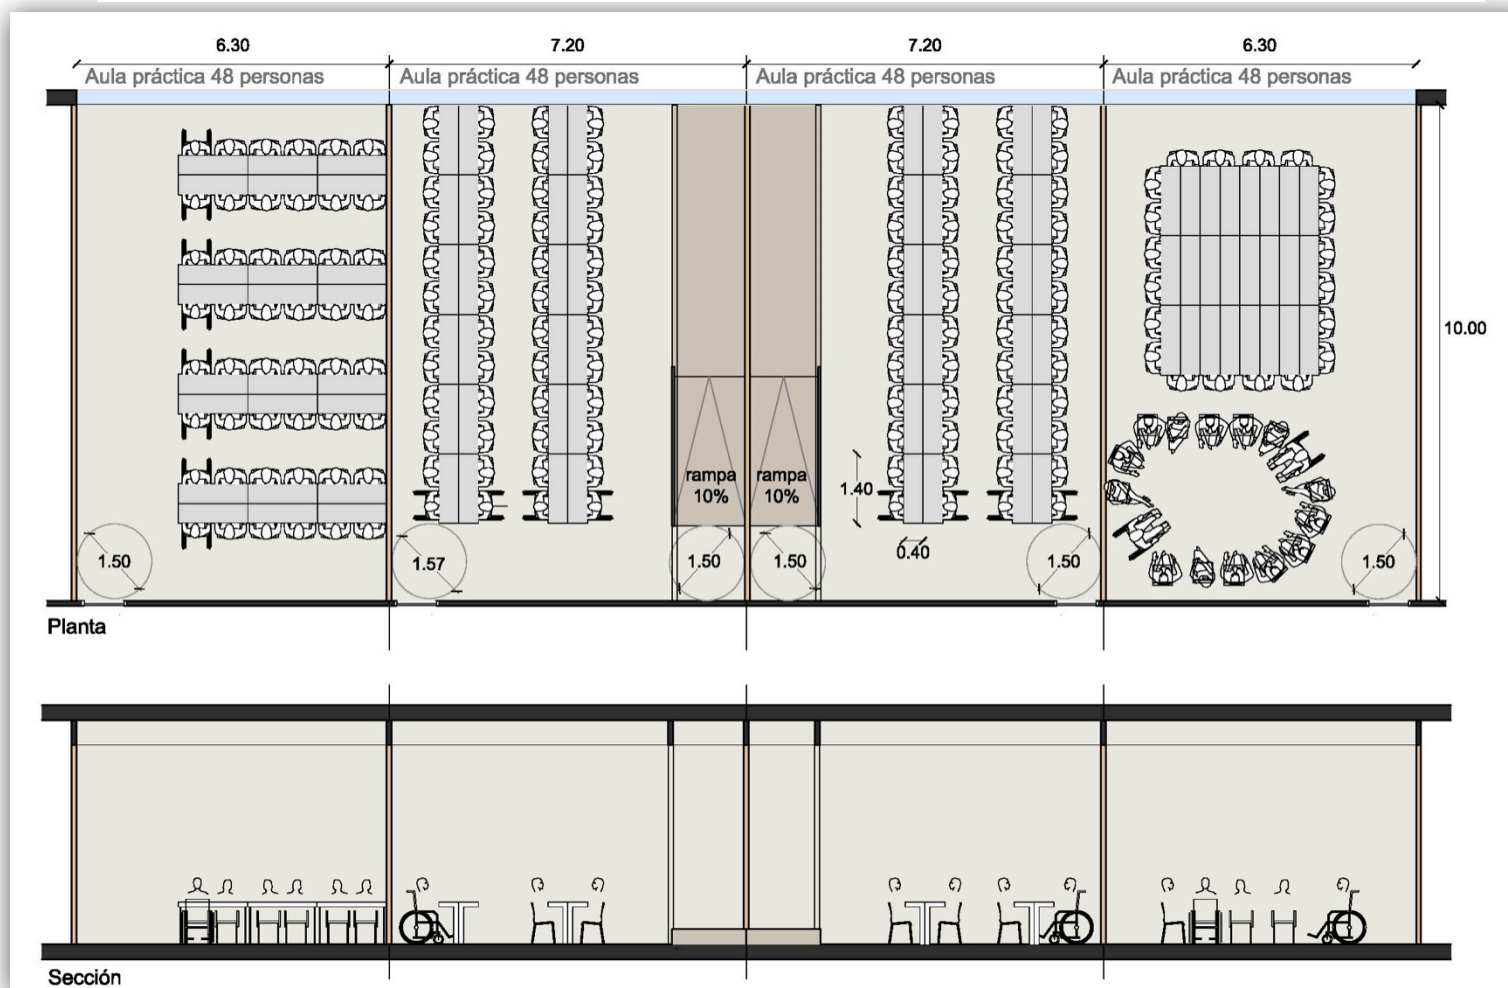 6.30
7.20
7.20
6.30
Aula práctica 48 personas
Aula práctica 48 personas
Aula práctica 48 personas
Aula práctica 48 personas
10.00
rampa
10%
rampa
10%
1.40
0.40
1.50
1.57
1.50
1.50
1.50
1.50
Planta
Sección